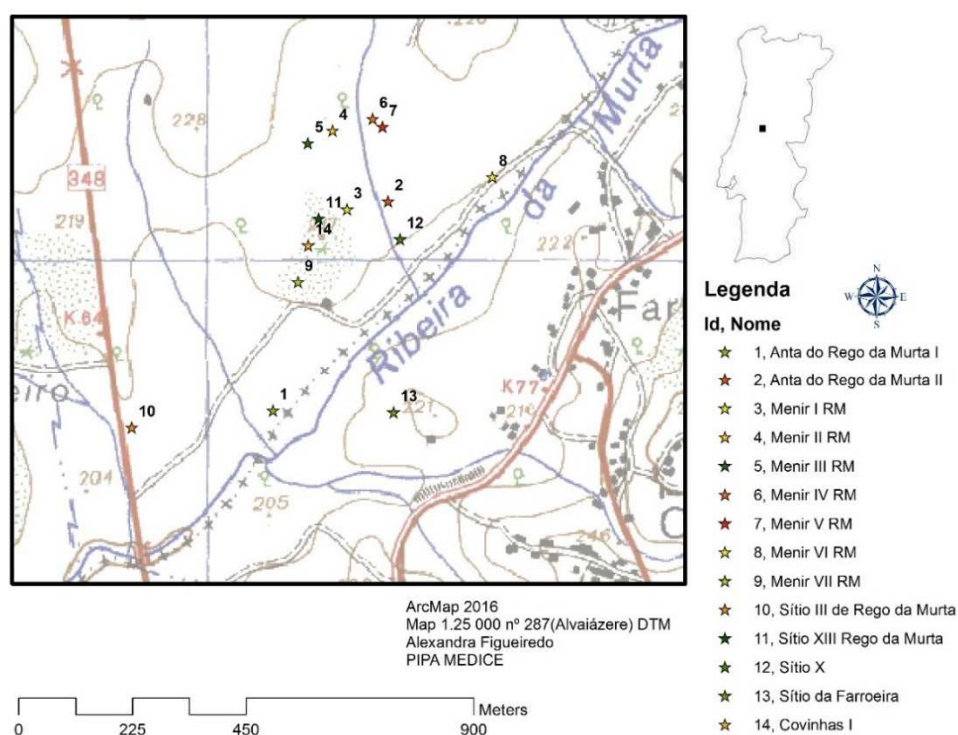 220
Murta
da
Ribeira
228
6
7
4
5
8
348
2
3
11
219
12
14
222
9
Far
K 64
1
K77
13
221
219
eiro
10
204
205
246
C
N
W E
S
Legenda
Id, Nome
1, Anta do Rego da Murta I
2, Anta do Rego da Murta II
3, Menir I RM
4, Menir II RM
5, Menir III RM
6, Menir IV RM
7, Menir V RM
8, Menir VI RM
9, Menir VII RM
10, Sítio III de Rego da Murta
11, Sítio XIII Rego da Murta
12, Sítio X
13, Sítio da Farroeira
14, Covinhas I
ArcMap 2016
Map 1.25 000 nº 287(Alvaiázere) DTM
Alexandra Figueiredo
PIPA MEDICE
Meters
0 225 450 900